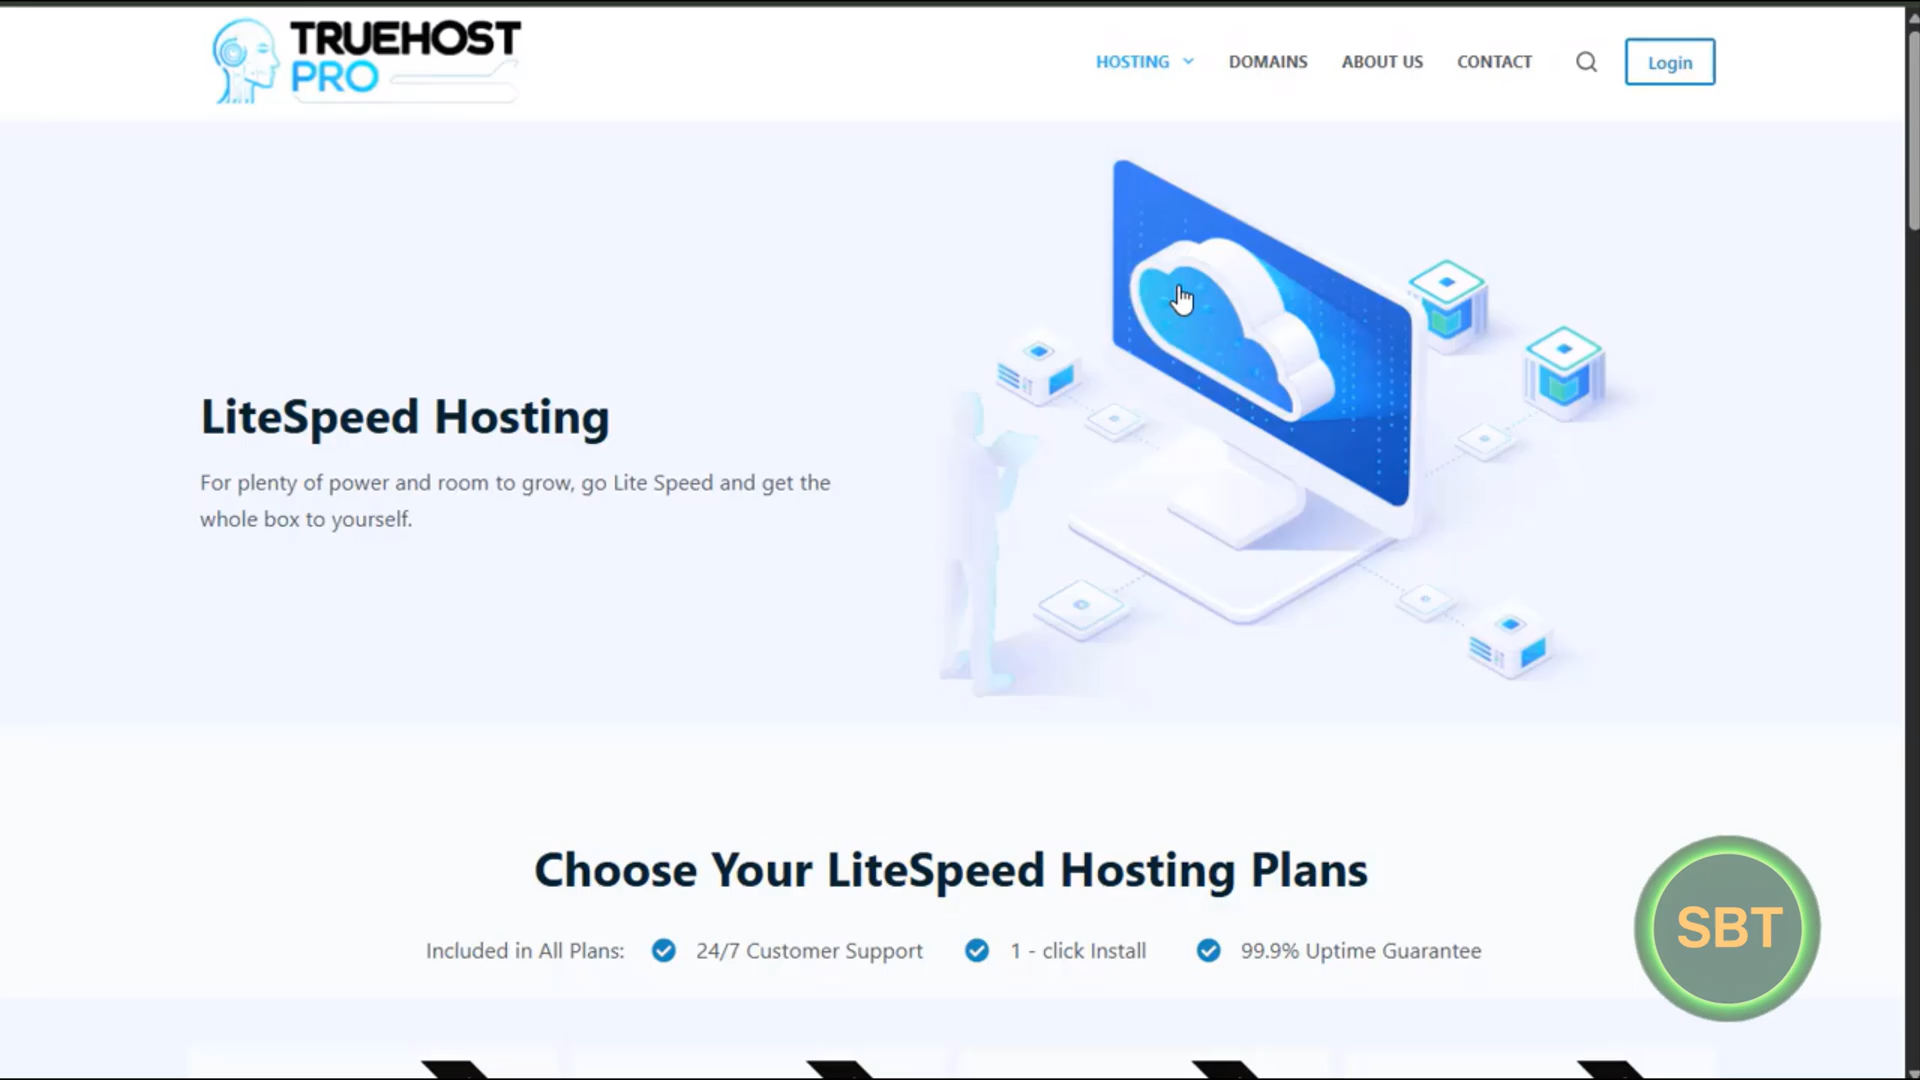 TRUEHOST
PRO
HOSTING
DOMAINS
ABOUT US
CONTACT
Login
LiteSpeed Hosting
For plenty of power and room to grow, go Lite Speed and get the
whole box to yourself.
Choose Your LiteSpeed Hosting Plans
Included in All Plans: 24/7 Customer Support 1 - click Install 99.9% Uptime Guarantee
SBT